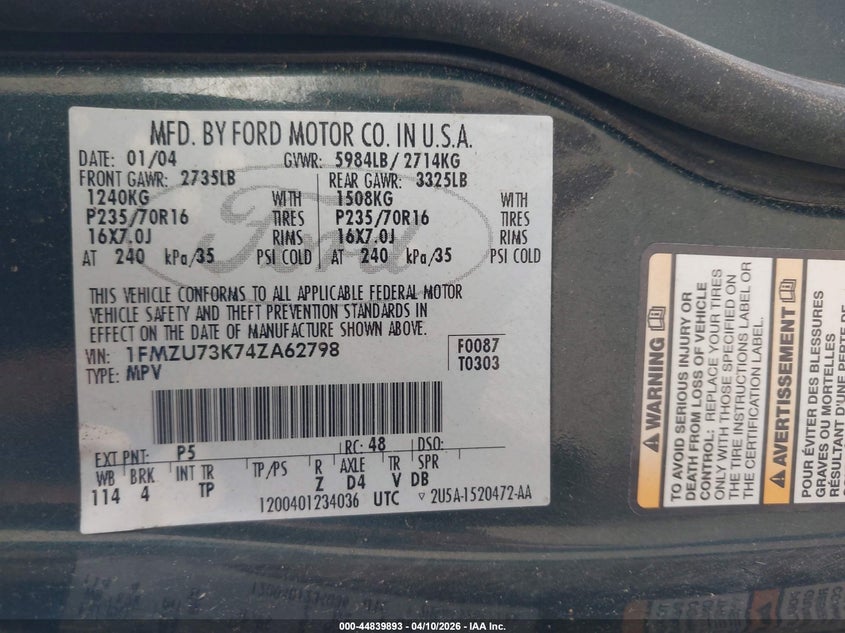 MFD. BY FORD MOTOR CO. IN U.S.A.
DATE: 01/04 GVWR: 5984LB/2714KG
FRONT GAWR: 2735LB REAR GAWR: 3325LB
1240KG WITH 1508KG WITH
P235/70R16 TIRES P235/70R16 TIRES
16X7.0J RIMS 16X7.0J RIMS
AT 240 kPa/35 PSI COLD AT 240 kPa/35 PSI COLD
Ford
THIS VEHICLE CONFORMS TO ALL APPLICABLE FEDERAL MOTOR
VEHICLE SAFETY AND THEFT PREVENTION STANDARDS IN
EFFECT ON THE DATE OF MANUFACTURE SHOWN ABOVE.
VIN: 1FMZU73K74ZA62798 F0087
TYPE: MPV T0303
EXT PNT: P5 RC: 48 DSO:
WB BRK INT TR TP/PS R AXLE TR SPR
114 4 TP Z D4 V DB
1200401234036 UTC ▽ 2U5A-1520472-AA
WARNING
TO AVOID SERIOUS INJURY OR
DEATH FROM LOSS OF VEHICLE
CONTROL: REPLACE YOUR TIRES
ONLY WITH THOSE SPECIFIED ON
THE TIRE INSTRUCTIONS LABEL OR
THE CERTIFICATION LABEL.
AVERTISSEMENT
POUR ÉVITER DES BLESSURES
GRAVES OU MORTELLES
RÉSULTANT D'UNE PERTE DE
000-44839893 - 04/10/2026 - IAA Inc.